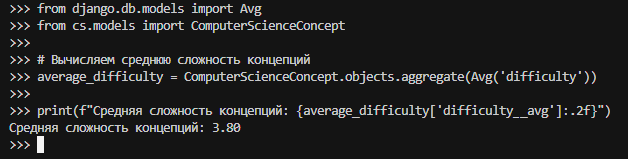 >>> from django.db.models import Avg
>>> from cs.models import ComputerScienceConcept
>>>
>>> # Вычисляем среднюю сложность концепций
>>> average_difficulty = ComputerScienceConcept.objects.aggregate(Avg('difficulty'))
>>>
>>> print(f"Средняя сложность концепций: {average_difficulty['difficulty__avg']:.2f}")
Средняя сложность концепций: 3.80
>>>